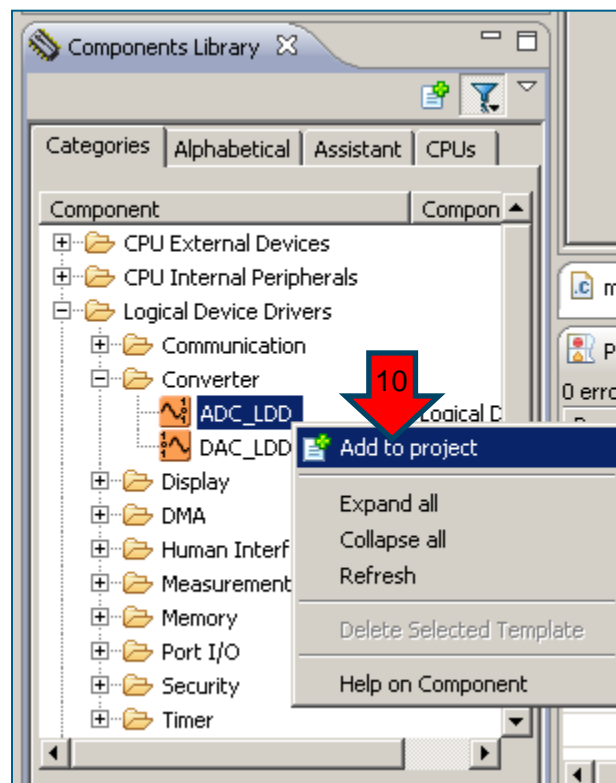 Components Library
Categories Alphabetical Assistant CPUs
Component Compon
CPU External Devices
CPU Internal Peripherals
Logical Device Drivers
Communication
Converter
10
ADC_LDD Logical D
DAC_LDD
Add to project
Display
Expand all
DMA
Collapse all
Human Interf
Refresh
Measurement
Memory
Delete Selected Template
Port I/O
Security
Help on Component
Timer
.c m
P
0 erro